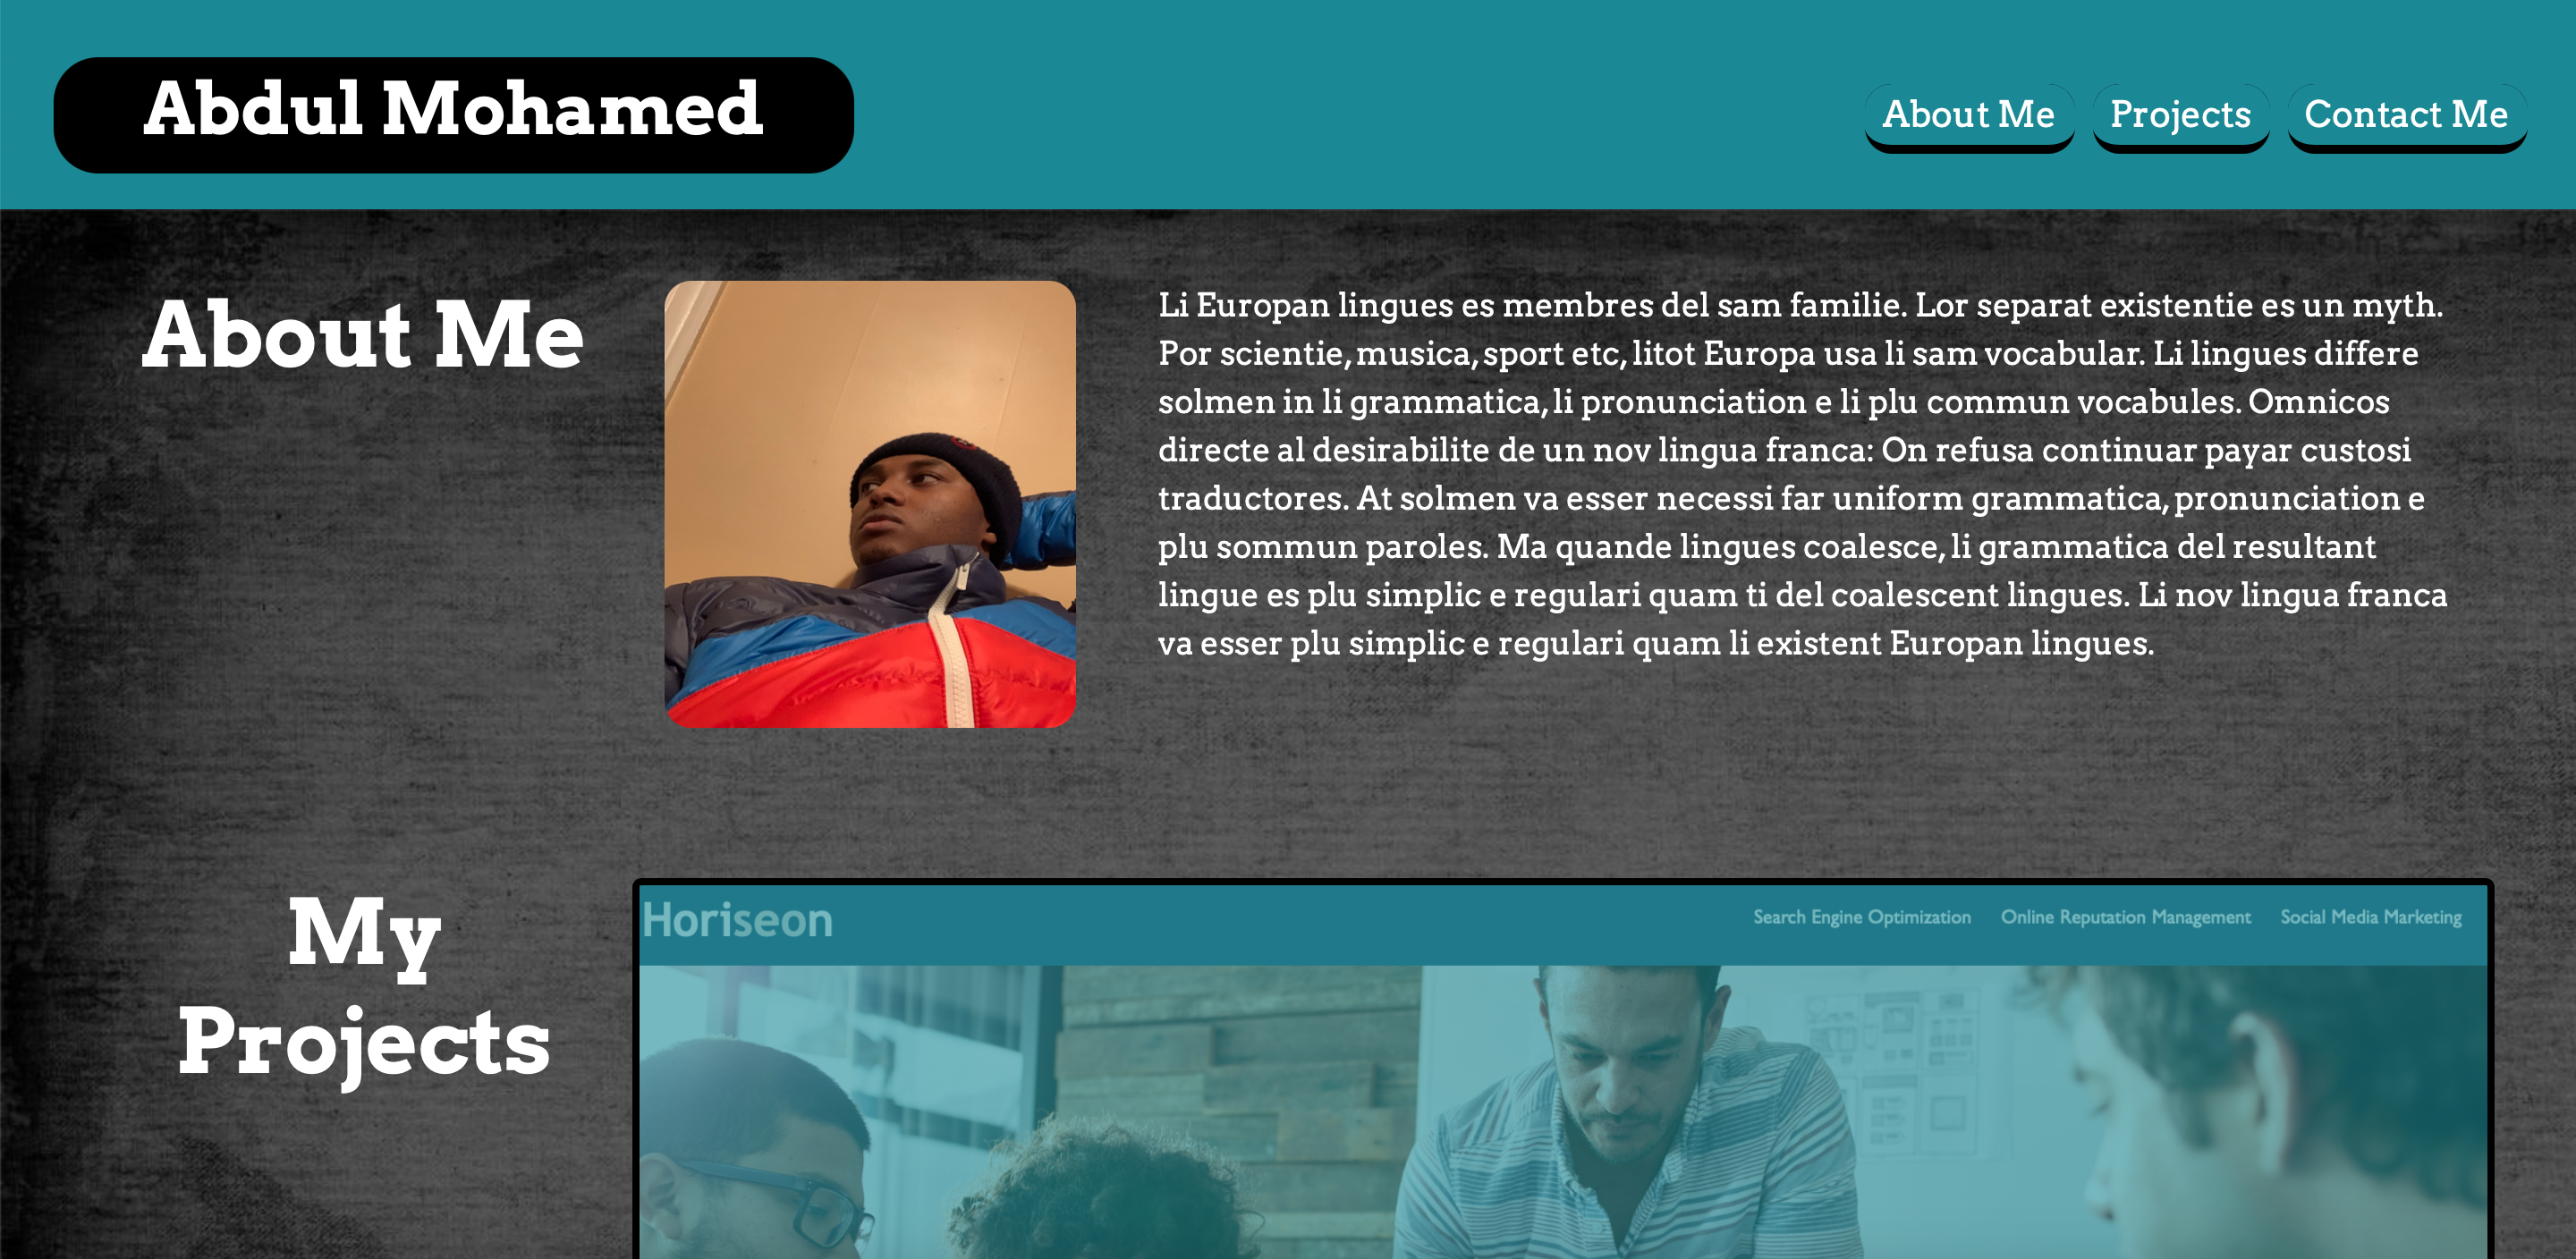 Abdul Mohamed
About Me
Projects
Contact Me
About Me
Li Europan lingues es membres del sam familie. Lor separat existentie es un myth.
Por scientie, musica, sport etc, litot Europa usa li sam vocabular. Li lingues differe
solmen in li grammatica, li pronunciation e li plu commun vocabules. Omnicos
directe al desirabilite de un nov lingua franca: On refusa continuar payar custosi
traductores. At solmen va esser necessi far uniform grammatica, pronunciation e
plu sommun paroles. Ma quande lingues coalesce, li grammatica del resultant
lingue es plu simplic e regulari quam ti del coalescent lingues. Li nov lingua franca
va esser plu simplic e regulari quam li existent Europan lingues.
My
Projects
Horiseon
Search Engine Optimization
Online Reputation Management
Social Media Marketing